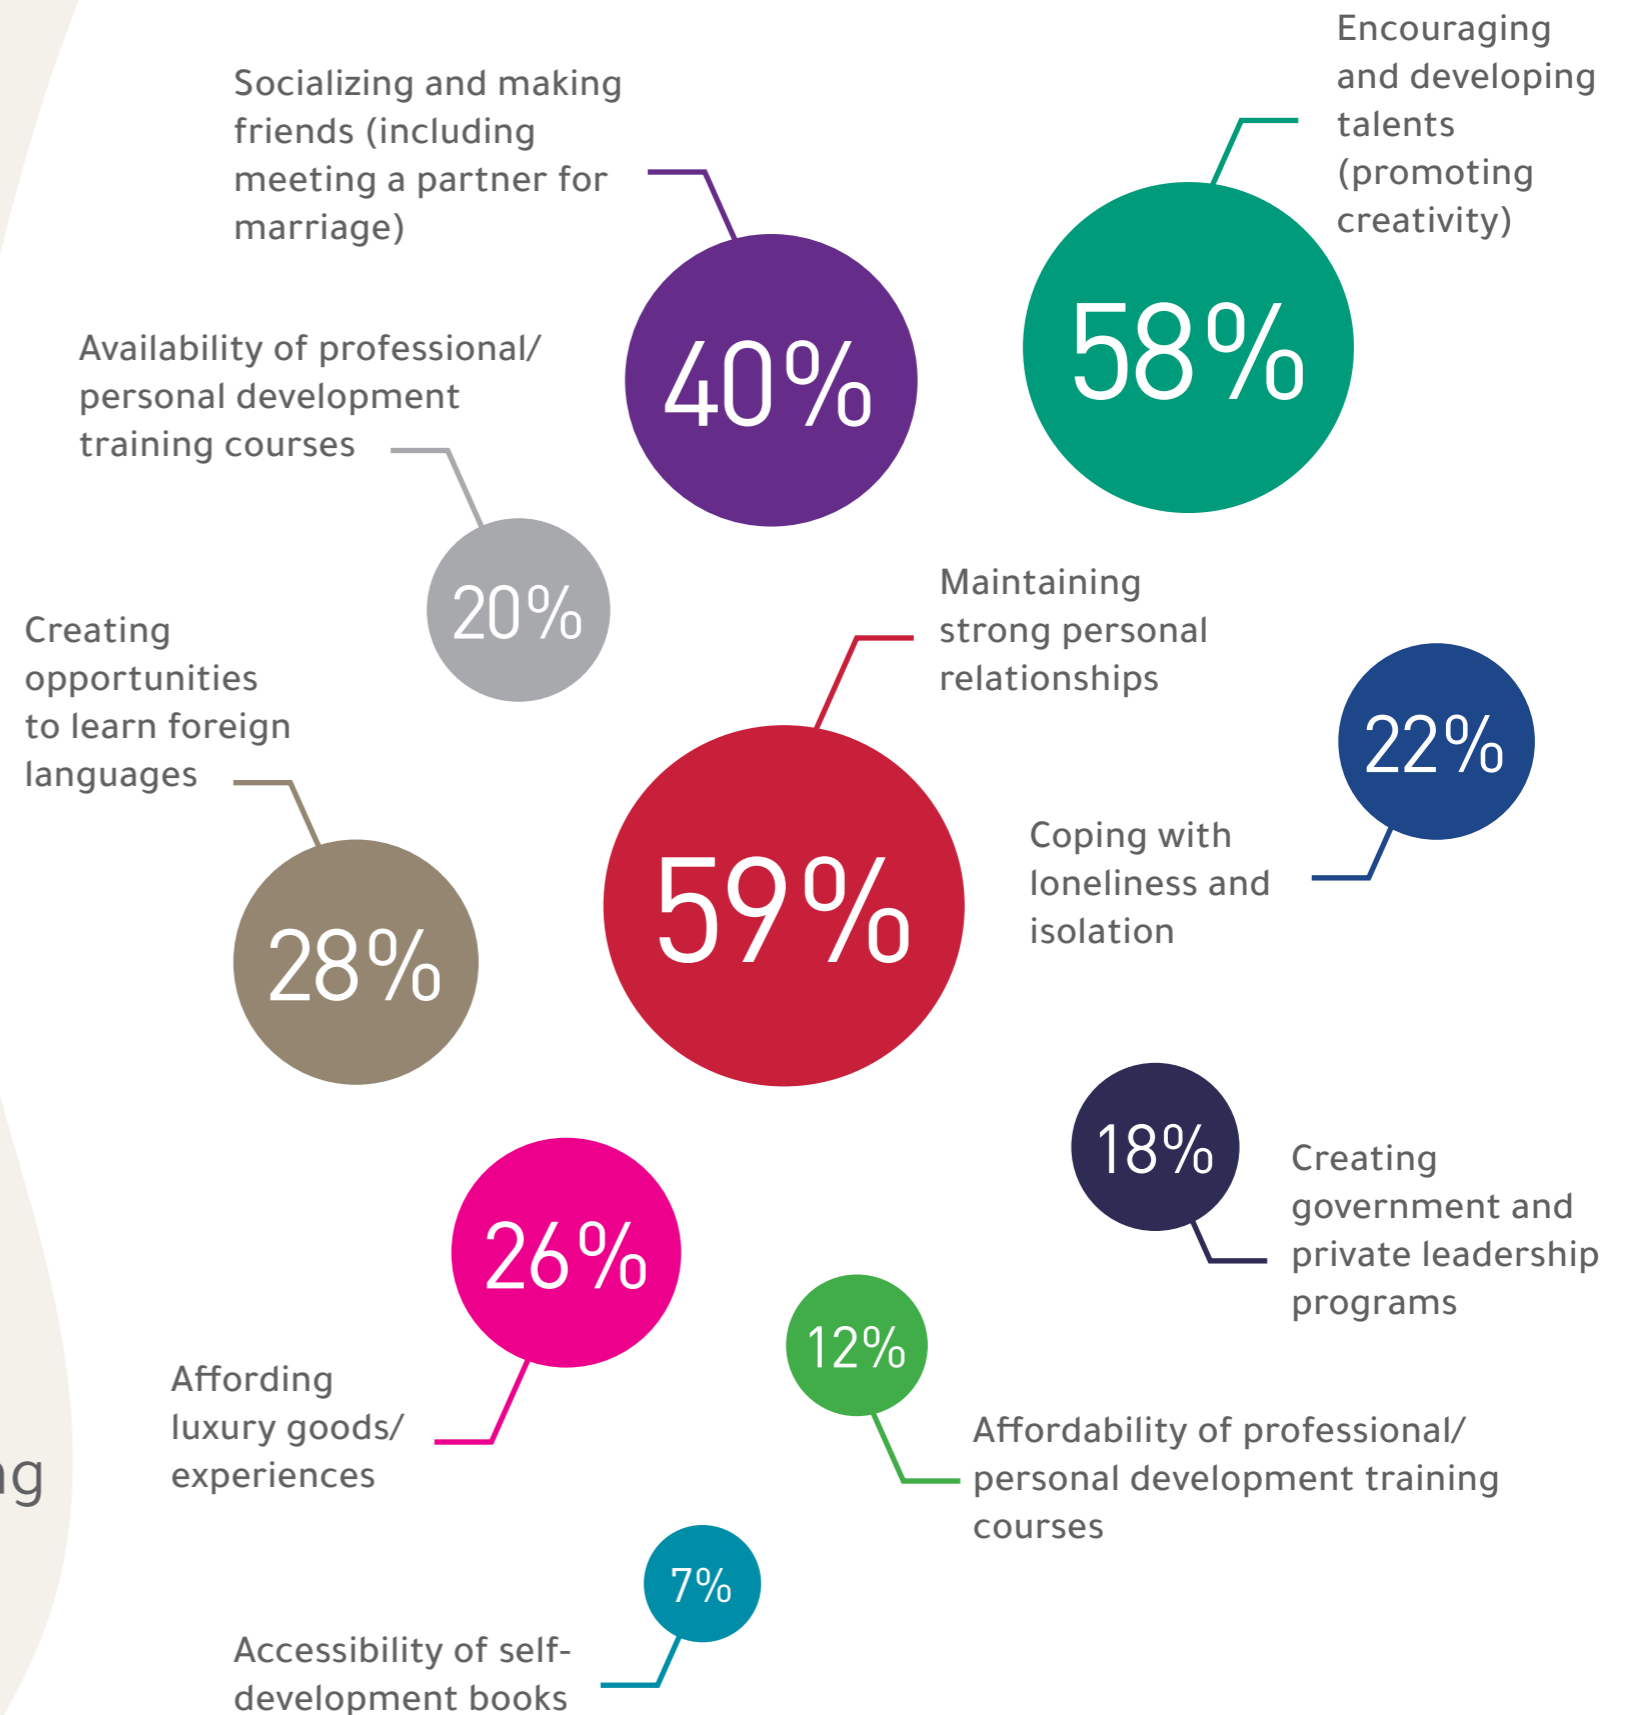 Encouraging
and developing
talents
(promoting
creativity)
58%
Socializing and making
friends (including
meeting a partner for
marriage)
40%
Availability of professional/
personal development
training courses
20%
Maintaining
strong personal
relationships
59%
Creating
opportunities
to learn foreign
languages
28%
22%
Coping with
loneliness and
isolation
18%
Creating
government and
private leadership
programs
26%
Affording
luxury goods/
experiences
12%
Affordability of professional/
personal development training
courses
7%
Accessibility of self-
development books